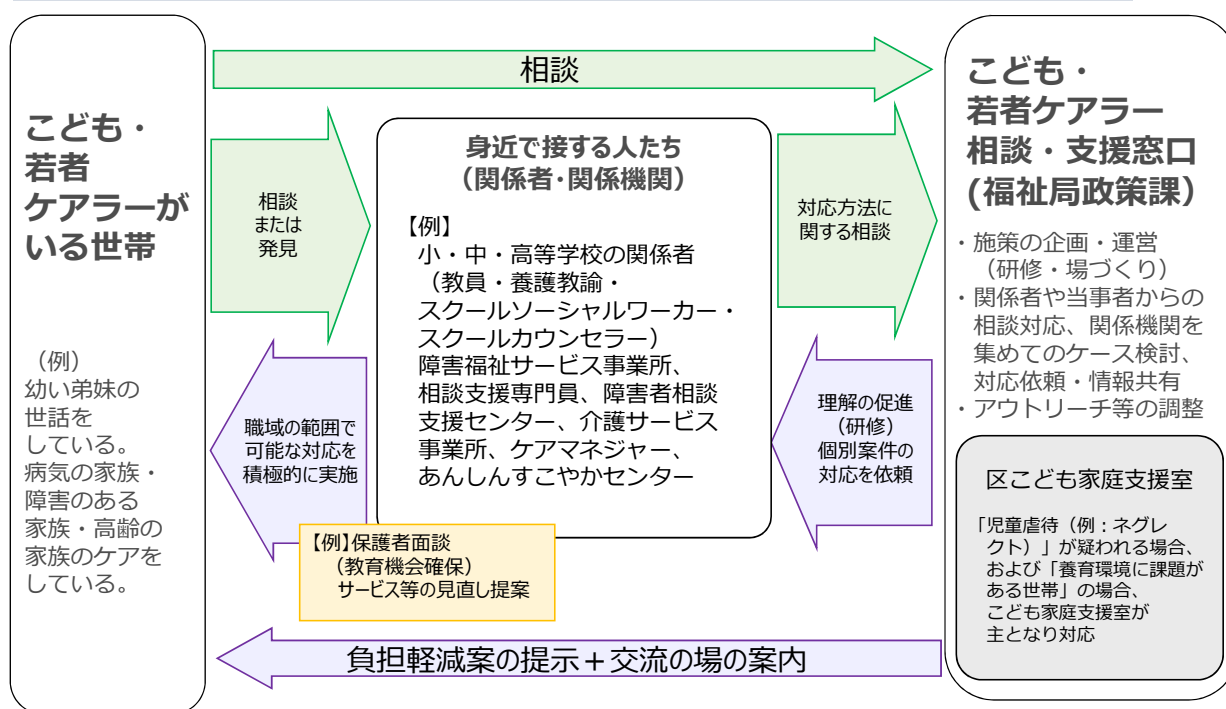 相談
こども・
若者
ケアラーが
いる世帯
（例）
幼い弟妹の
世話を
している。
病気の家族・
障害のある
家族・高齢の
家族のケアを
している。
相談
または
発見
職域の範囲で
可能な対応を
積極的に実施
身近で接する人たち
（関係者・関係機関）
【例】
小・中・高等学校の関係者
（教員・養護教諭・
スクールソーシャルワーカー・
スクールカウンセラー）
障害福祉サービス事業所、
相談支援専門員、障害者相談
支援センター、介護サービス
事業所、ケアマネジャー、
あんしんすこやかセンター
【例】保護者面談
（教育機会確保）
サービス等の見直し提案
対応方法に
関する相談
理解の促進
（研修）
個別案件の
対応を依頼
こども・
若者ケアラー
相談・支援窓口
(福祉局政策課）
・施策の企画・運営
（研修・場づくり）
・関係者や当事者からの
相談対応、関係機関を
集めてのケース検討、
対応依頼・情報共有
・アウトリーチ等の調整
区こども家庭支援室
「児童虐待（例：ネグレ
クト）」が疑われる場合、
および「養育環境に課題が
ある世帯」の場合、
こども家庭支援室が
主となり対応
負担軽減案の提示＋交流の場の案内